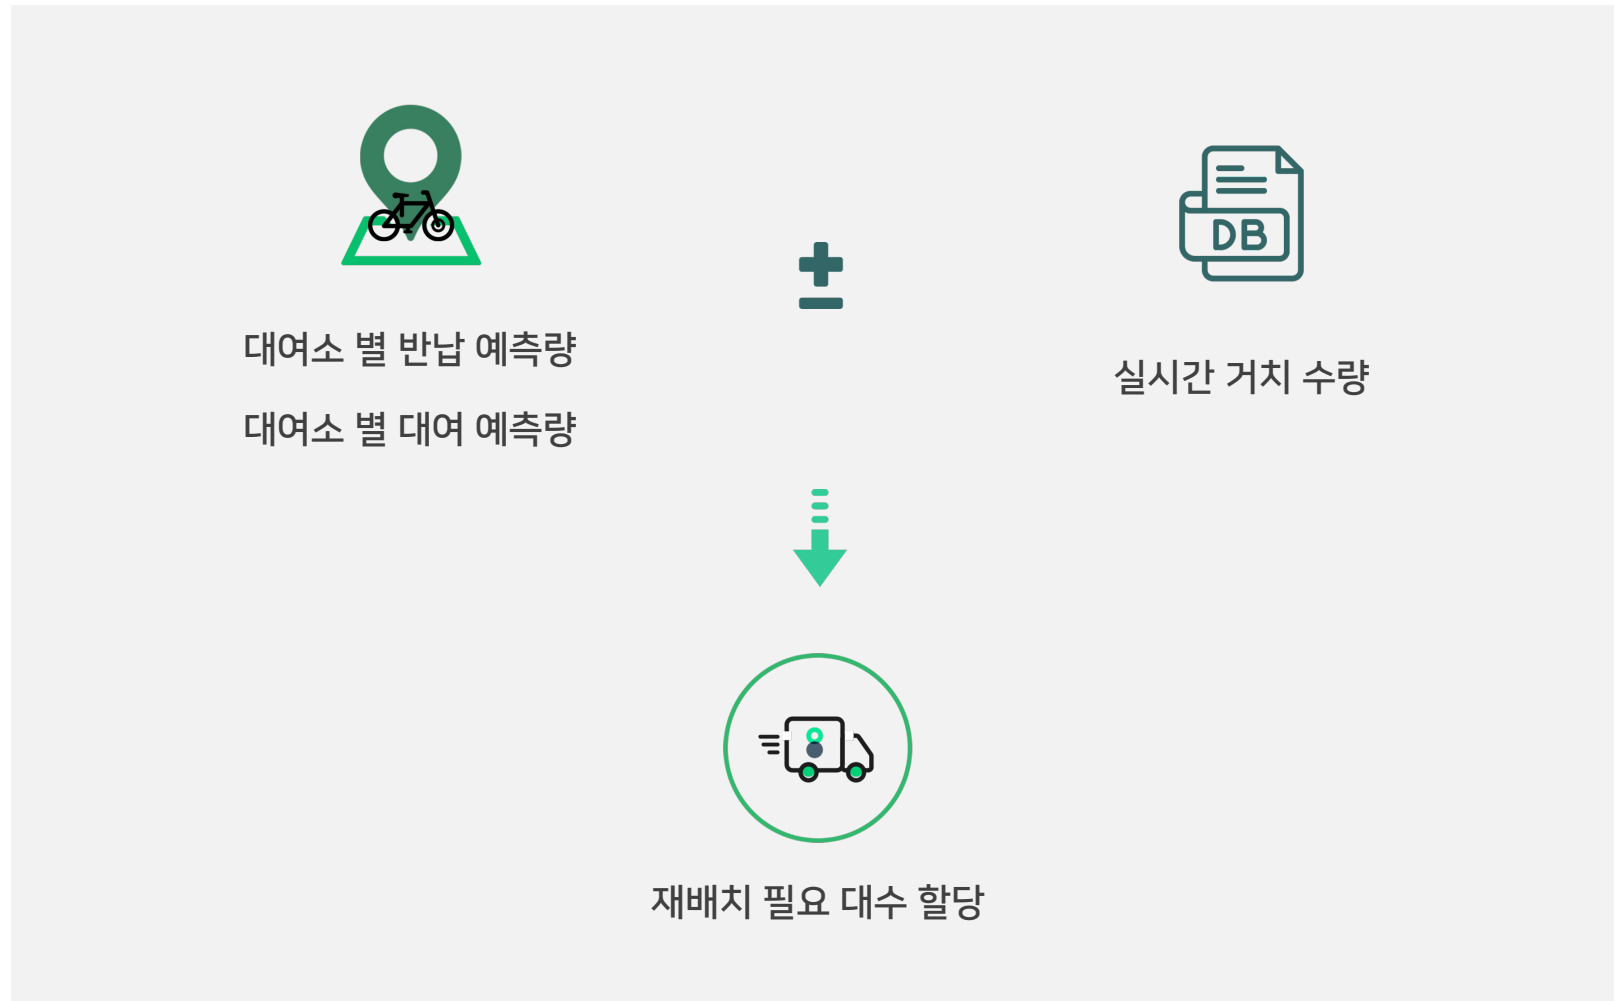 대여소 별 반납 예측량
대여소 별 대여 예측량
DB
실시간 거치 수량
재배치 필요 대수 할당